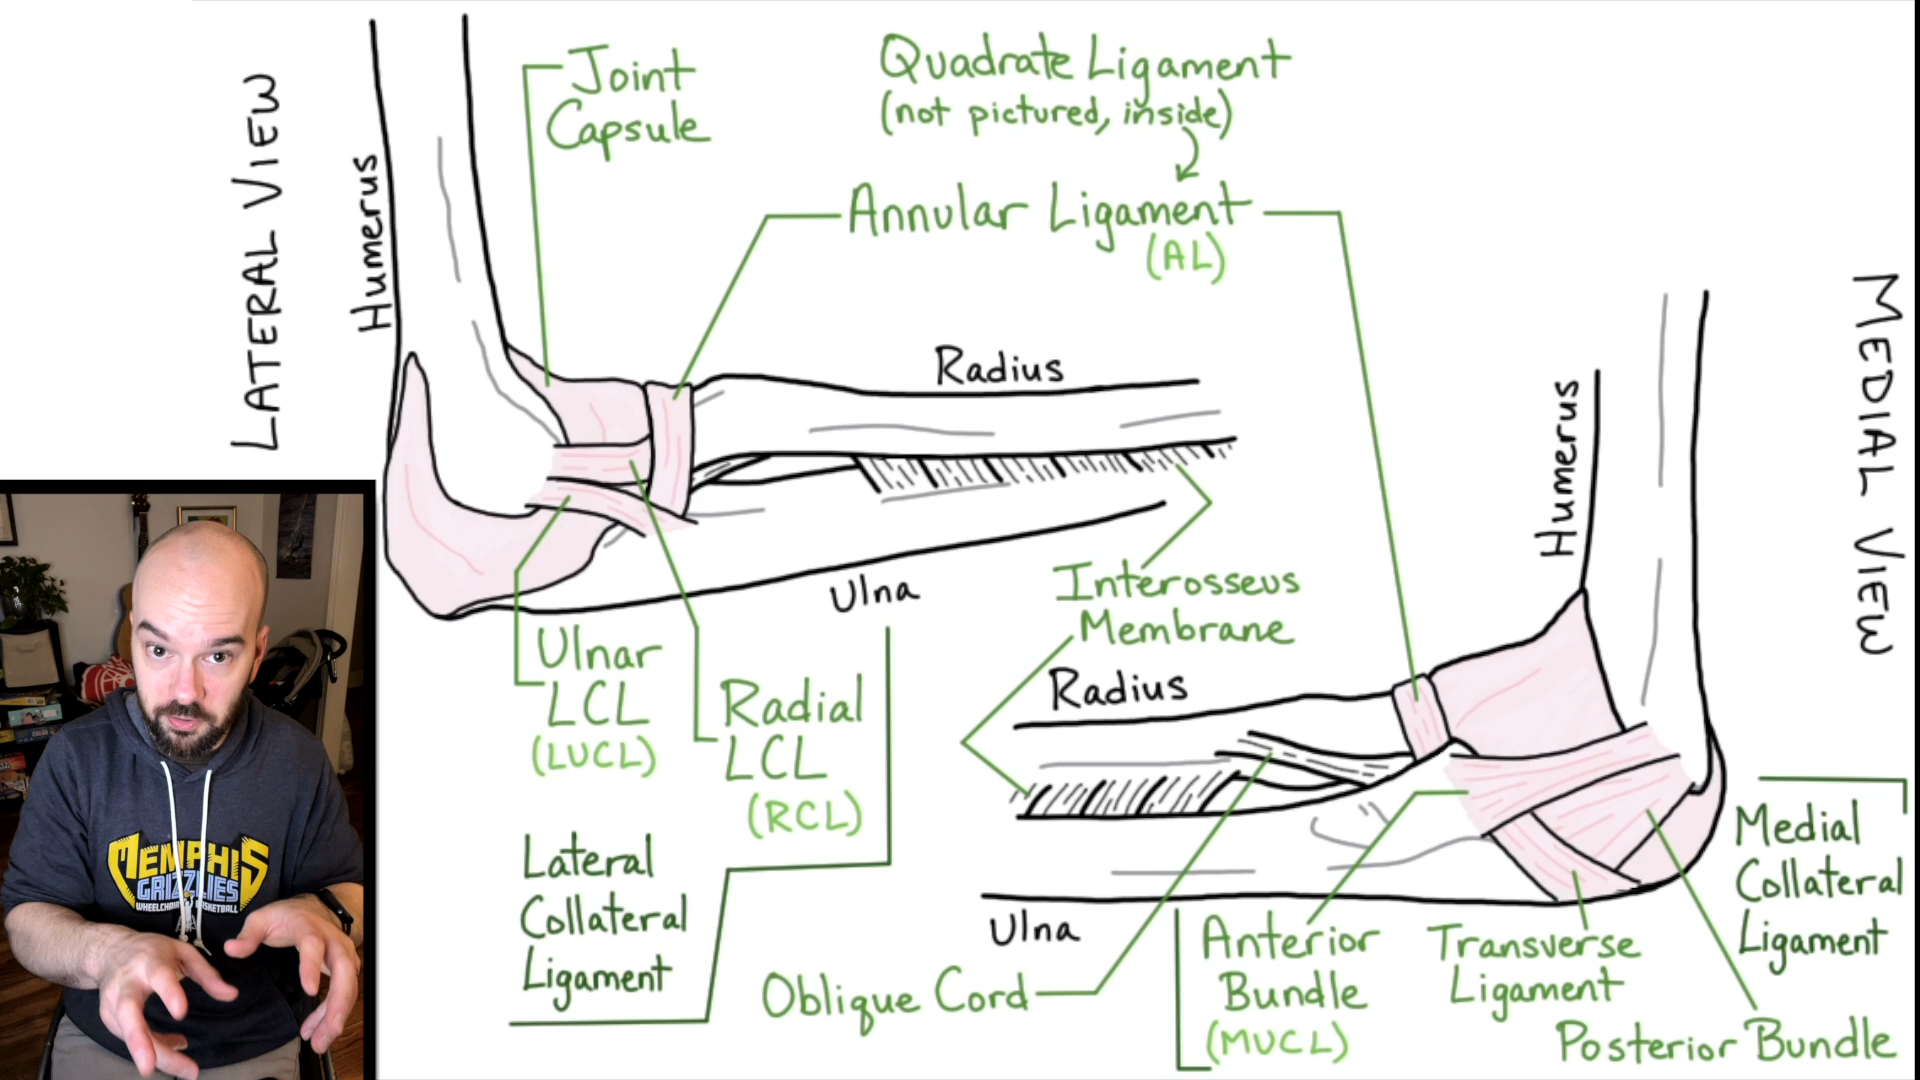 LATERAL VIEW
Humerus
Joint
Capsule
Quadrate Ligament
(not pictured, inside)
Annular Ligament
(AL)
Radius
Ulna
Interosseus
Membrane
Ulnar
LCL
(LUCL)
Radial
LCL
(RCL)
Lateral
Collateral
Ligament
MEDIAL VIEW
Humerus
Radius
Ulna
Oblique Cord
Anterior
Bundle
(MUCL)
Transverse
Ligament
Posterior Bundle
Medial
Collateral
Ligament
MEMPHIS
GRIZZLIES
WHEELCHAIR BASKETBALL